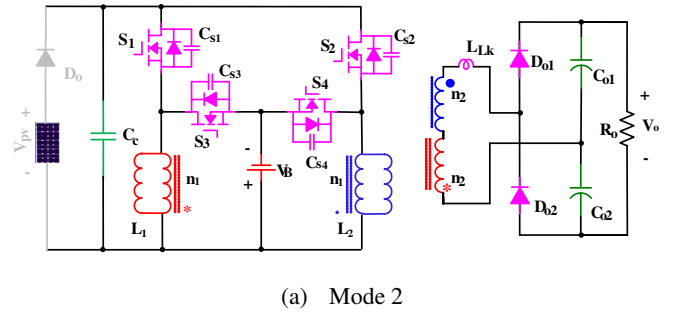 S1
Cs1
S2
Cs2
Do
Vpv
+
-
Cc
Cs3
S3
S4
Cs4
-
VB
+
n1
*
L1
n1
.
L2
LLk
n2
n2
*
Do1
Do2
Co1
Co2
Ro
+
Vo
-
(a) Mode 2